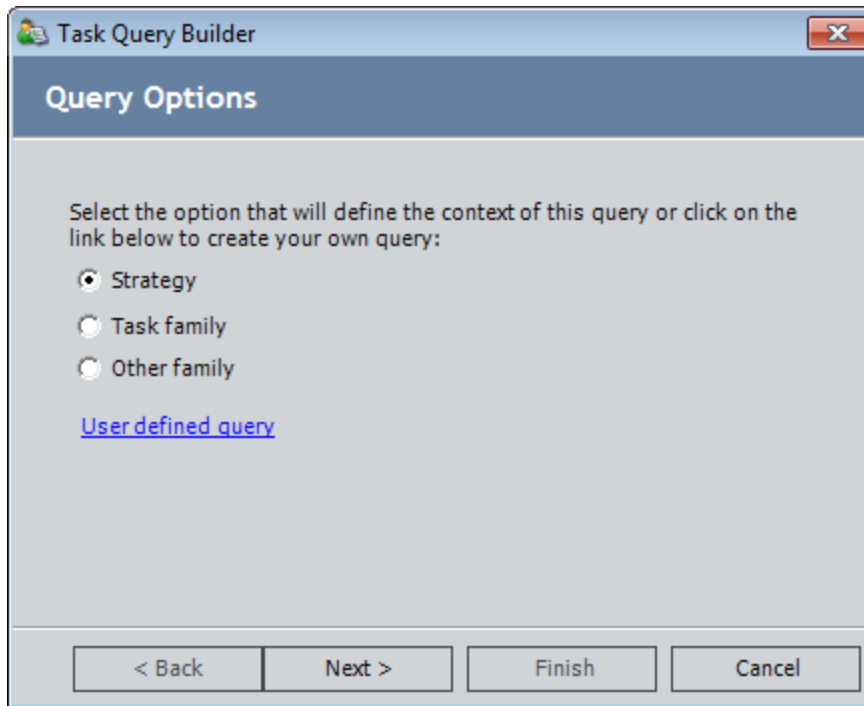 Task Query Builder
Query Options
Select the option that will define the context of this query or click on the
link below to create your own query:
Strategy
Task family
Other family
User defined query
< Back Next > Finish Cancel